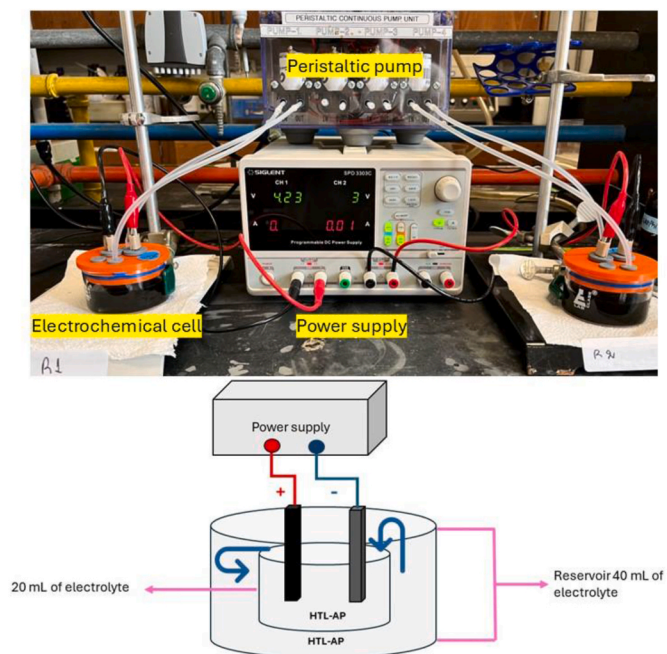 PERISTALTIC CONTINUOUS PUMP UNIT
Peristaltic pump
SIGLENT
SPD 3303C
CH 1
CH 2
V
4.23
3
V
A
0.
0.01
A
Programmable DC Power Supply
Electrochemical cell
Power supply
R1
Power supply
+
-
20 mL of electrolyte
Reservoir 40 mL of
electrolyte
HTL-AP
HTL-AP